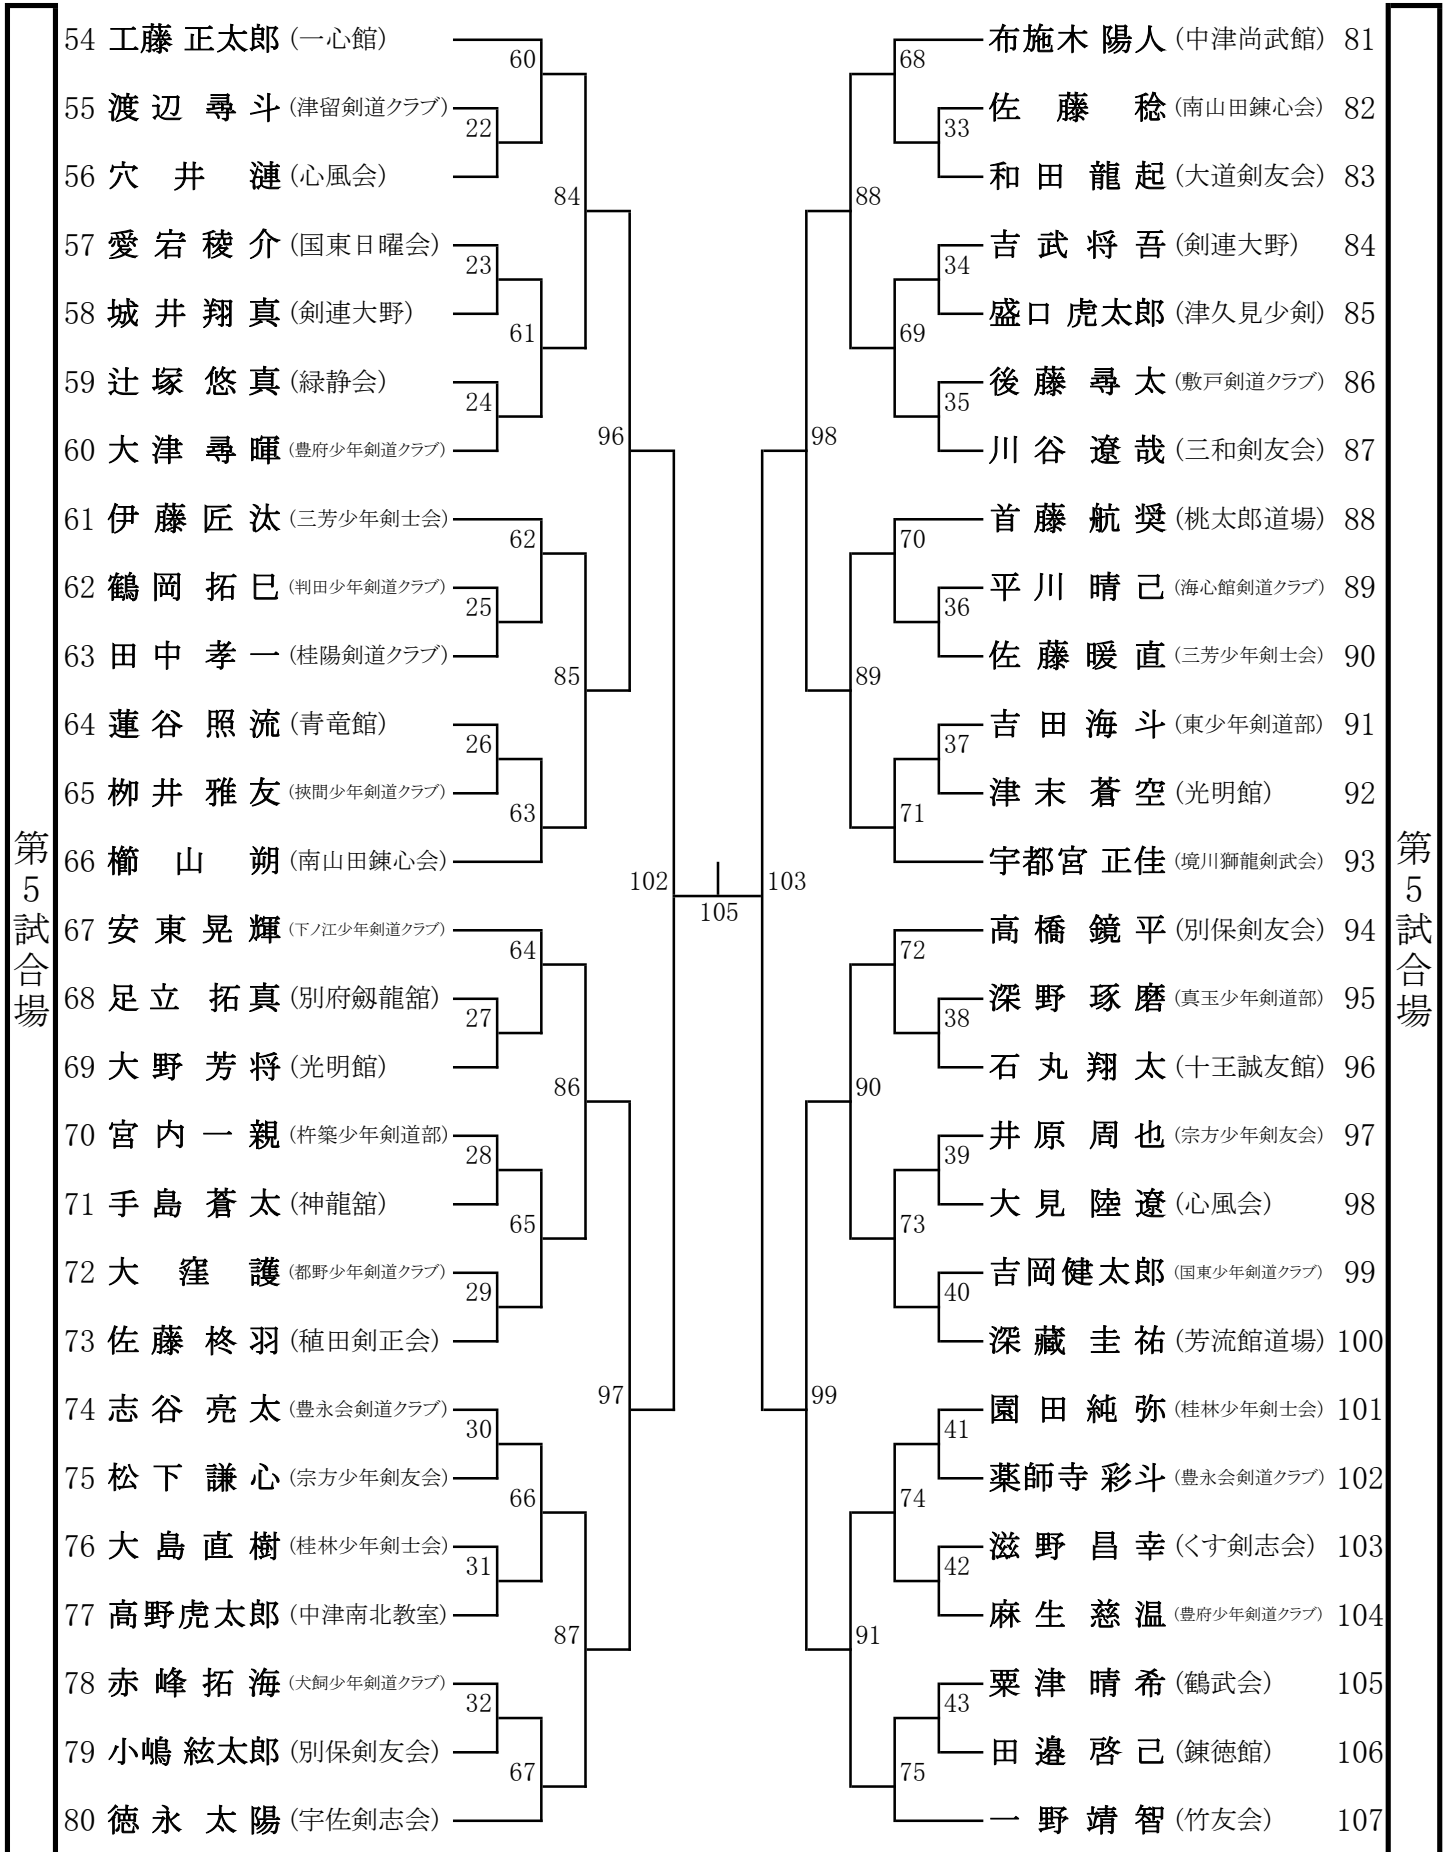 第5試合場
54 工藤 正太郎 (一心館)
60
55 渡辺 尋斗 (津留剣道クラブ)
22
56 穴井 漣 (心風会)
84
57 愛宕稜介 (国東日曜会)
23
58 城井翔真 (剣連大野)
61
59 辻塚悠真 (緑静会)
24
60 大津尋暉 (豊府少年剣道クラブ)
96
61 伊藤匠汰 (三芳少年剣士会)
62
62 鶴岡拓巳 (判田少年剣道クラブ)
25
63 田中孝一 (桂陽剣道クラブ)
85
64 蓮谷照流 (青竜館)
26
65 栁井雅友 (挾間少年剣道クラブ)
63
66 櫛山朔 (南山田錬心会)
102
67 安東晃輝 (下ノ江少年剣道クラブ)
64
68 足立拓真 (別府劔龍舘)
27
69 大野芳将 (光明館)
86
70 宮内一親 (杵築少年剣道部)
28
71 手島蒼太 (神龍舘)
65
72 大窪護 (都野少年剣道クラブ)
29
73 佐藤柊羽 (稙田剣正会)
97
74 志谷亮太 (豊永会剣道クラブ)
30
75 松下謙心 (宗方少年剣友会)
66
76 大島直樹 (桂林少年剣士会)
31
77 高野虎太郎 (中津南北教室)
87
78 赤峰拓海 (犬飼少年剣道クラブ)
32
79 小嶋絃太郎 (別保剣友会)
67
80 徳永太陽 (宇佐剣志会)
105
布施木 陽人 (中津尚武館) 81
68
佐藤稔 (南山田錬心会) 82
33
和田龍起 (大道剣友会) 83
88
吉武将吾 (剣連大野) 84
34
盛口 虎太郎 (津久見少剣) 85
69
後藤尋太 (敷戸剣道クラブ) 86
35
川谷遼哉 (三和剣友会) 87
98
首藤航奨 (桃太郎道場) 88
70
平川晴己 (海心館剣道クラブ) 89
36
佐藤暖直 (三芳少年剣士会) 90
89
吉田海斗 (東少年剣道部) 91
37
津末蒼空 (光明館) 92
71
宇都宮 正佳 (境川獅龍剣武会) 93
103
高橋鏡平 (別保剣友会) 94
72
深野琢磨 (真玉少年剣道部) 95
38
石丸翔太 (十王誠友館) 96
90
井原周也 (宗方少年剣友会) 97
39
大見陸遼 (心風会) 98
73
吉岡健太郎 (国東少年剣道クラブ) 99
40
深藏圭祐 (芳流館道場) 100
99
園田純弥 (桂林少年剣士会) 101
41
薬師寺 彩斗 (豊永会剣道クラブ) 102
74
滋野昌幸 (くす剣志会) 103
42
麻生慈温 (豊府少年剣道クラブ) 104
91
粟津晴希 (鶴武会) 105
43
田邉啓己 (錬徳館) 106
75
一野靖智 (竹友会) 107
第5試合場